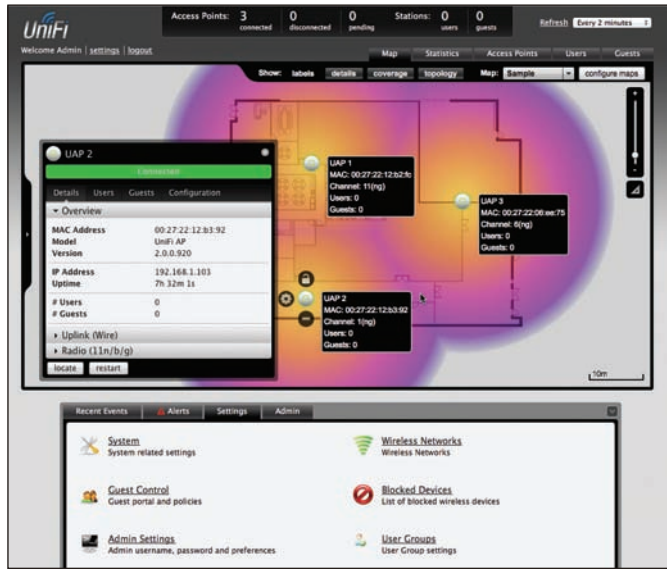 UniFi
Access Points: 3 connected 0 disconnected 0 pending Stations: 0 users 0 guests
Refresh Every 2 minutes
Welcome Admin | settings | logout
Map Statistics Access Points Users Guests
Show: labels details coverage topology Map: Sample configure maps
UAP 2
Connected
Details Users Guests Configuration
Overview
MAC Address 00:27:22:12:b3:92
Model UniFi AP
Version 2.0.0.920
IP Address 192.168.1.103
Uptime 7h 32m 1s
# Users 0
# Guests 0
Uplink (Wire)
Radio (11n/b/g)
locate restart
UAP 1
MAC: 00:27:22:12:b2:fc
Channel: 11(ng)
Users: 0
Guests: 0
UAP 3
MAC: 00:27:22:06:ee:75
Channel: 6(ng)
Users: 0
Guests: 0
UAP 2
MAC: 00:27:22:12:b3:92
Channel: 1(ng)
Users: 0
Guests: 0
10m
Recent Events Alerts Settings Admin
System
System related settings
Wireless Networks
Wireless Networks
Guest Control
Guest portal and policies
Blocked Devices
List of blocked wireless devices
Admin Settings
Admin username, password and preferences
User Groups
User Group settings